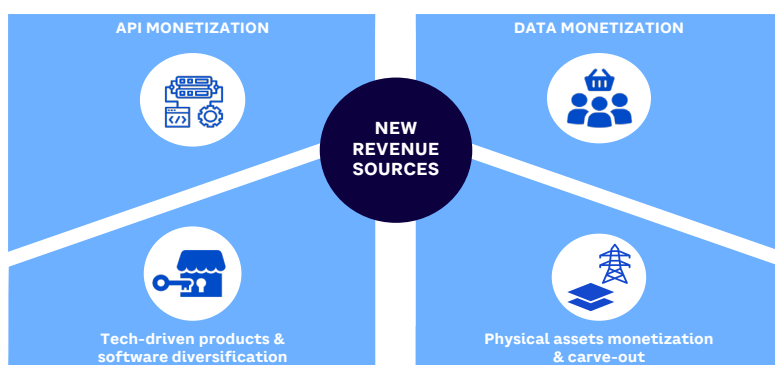 API MONETIZATION
DATA MONETIZATION
NEW
REVENUE
SOURCES
Tech-driven products &
software diversification
Physical assets monetization
& carve-out